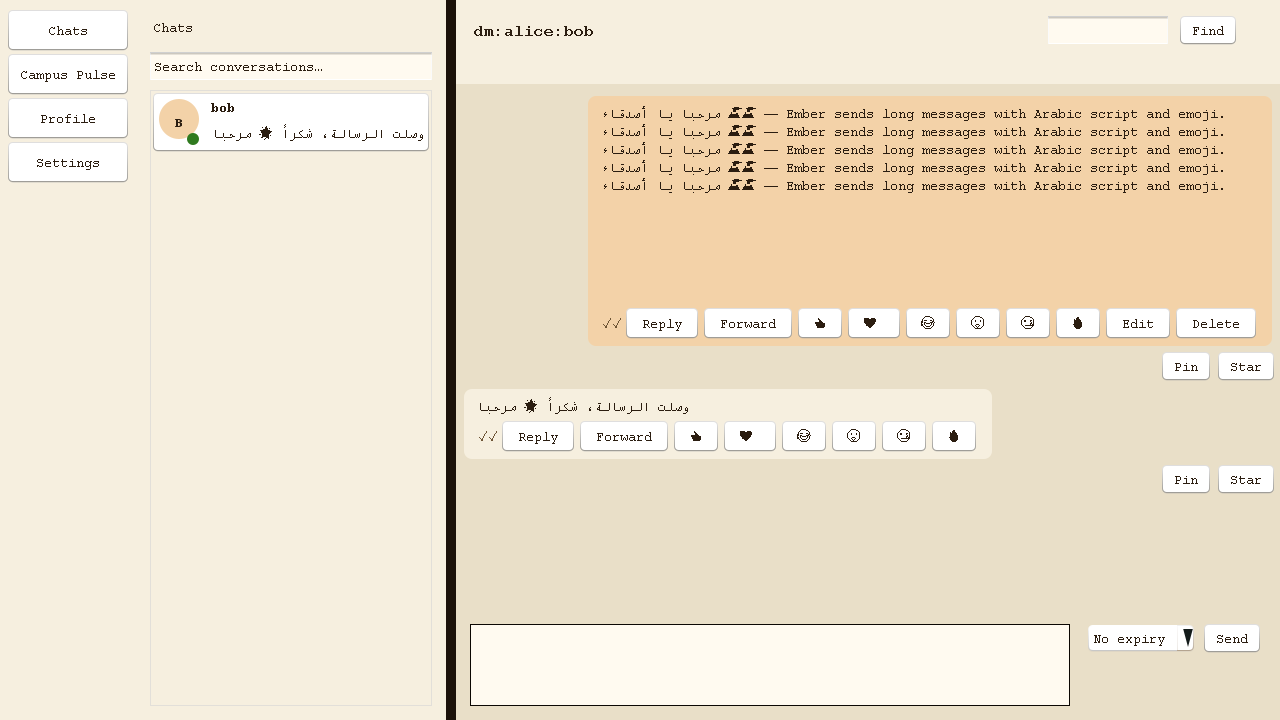 Chats
Campus Pulse
Profile
Settings
Chats
Search conversations…
B
bob
وصلت الرسالة، شكراً 🌟 مرحبا
dm:alice:bob
Find
مرحبا يا أصدقاء 🏝🏝 — Ember sends long messages with Arabic script and emoji.
مرحبا يا أصدقاء 🏝🏝 — Ember sends long messages with Arabic script and emoji.
مرحبا يا أصدقاء 🏝🏝 — Ember sends long messages with Arabic script and emoji.
مرحبا يا أصدقاء 🏝🏝 — Ember sends long messages with Arabic script and emoji.
مرحبا يا أصدقاء 🏝🏝 — Ember sends long messages with Arabic script and emoji.
✓✓ Reply Forward 👍 ❤ 😂 😮 😢 🔥 Edit Delete
Pin Star
وصلت الرسالة، شكراً 🌟 مرحبا
✓✓ Reply Forward 👍 ❤ 😂 😮 😢 🔥
Pin Star
No expiry
Send